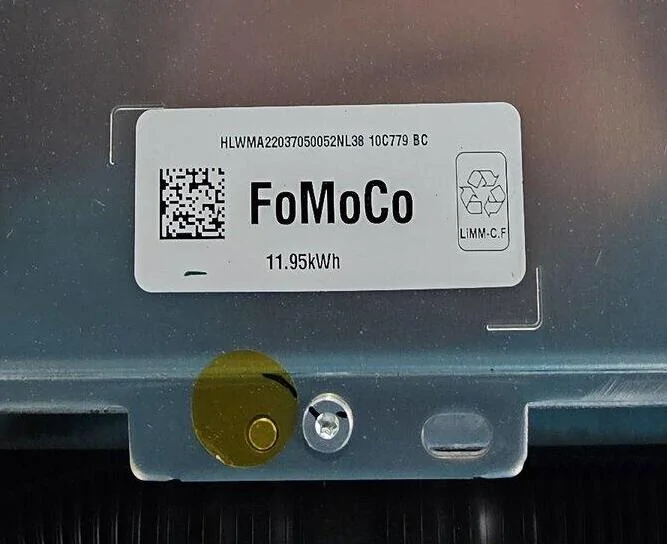 HLWMA22037050052NL38 10C779 BC
FoMoCo
LiMM-C.F
11.95kWh